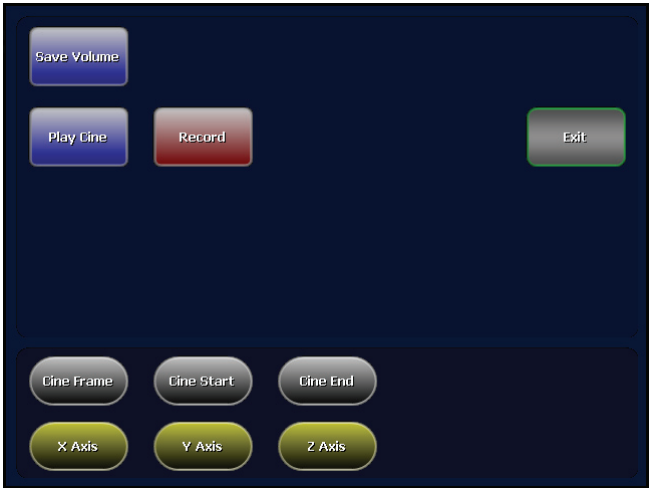 Save Volume
Play Cine
Record
Exit
Cine Frame
Cine Start
Cine End
X Axis
Y Axis
Z Axis